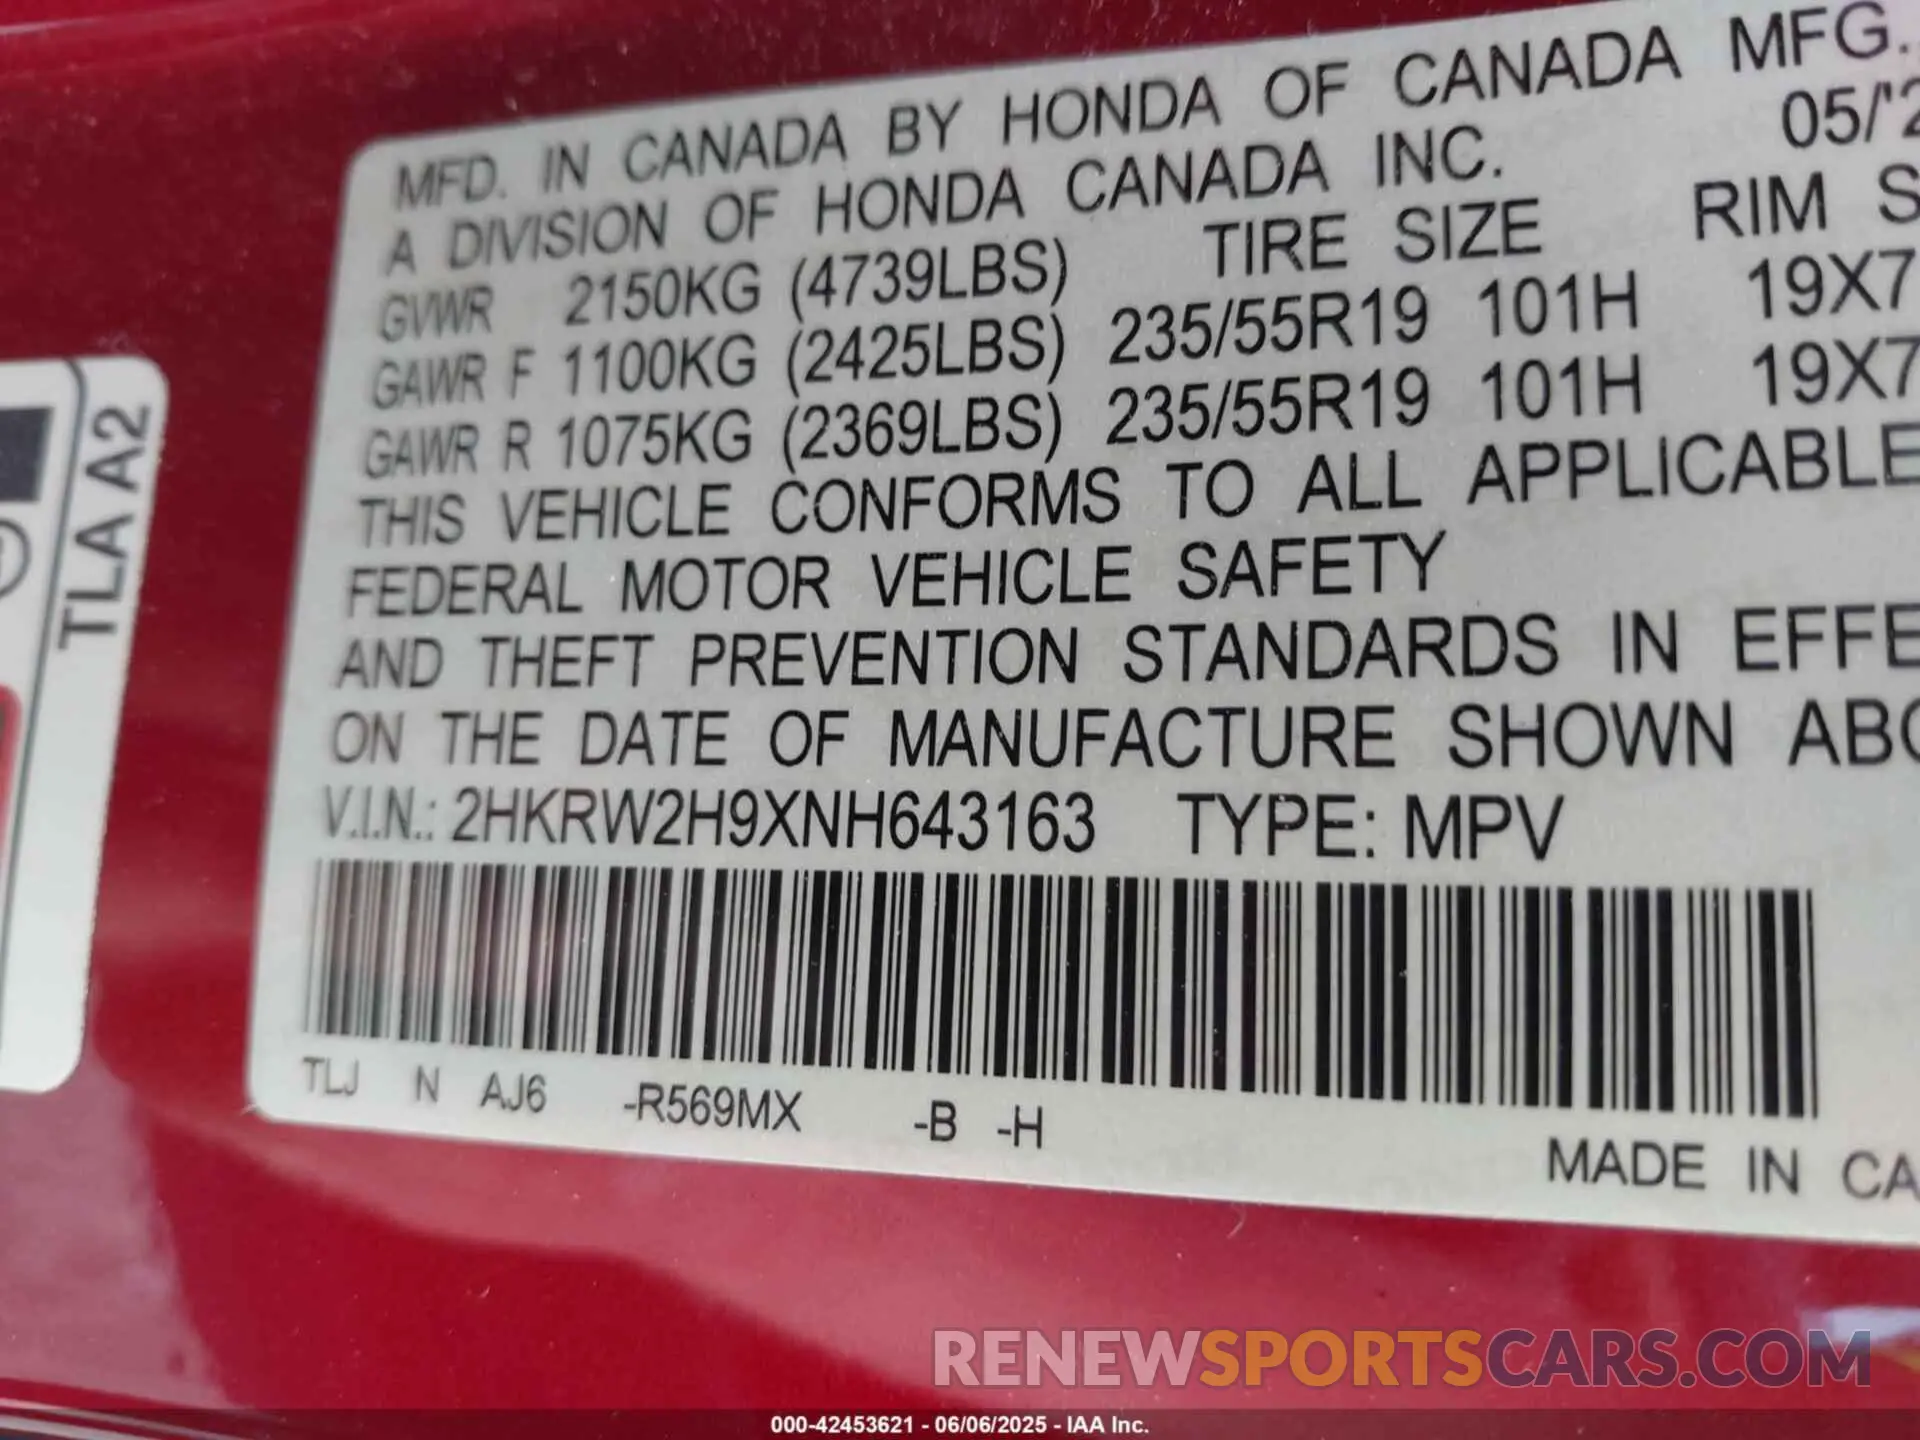 MFD. IN CANADA BY HONDA OF CANADA MFG.
A DIVISION OF HONDA CANADA INC. 05/'2
GVWR 2150KG (4739LBS) TIRE SIZE RIM S
GAWR F 1100KG (2425LBS) 235/55R19 101H 19X7
GAWR R 1075KG (2369LBS) 235/55R19 101H 19X7
THIS VEHICLE CONFORMS TO ALL APPLICABLE
FEDERAL MOTOR VEHICLE SAFETY
AND THEFT PREVENTION STANDARDS IN EFFE
ON THE DATE OF MANUFACTURE SHOWN ABO
V.I.N.: 2HKRW2H9XNH643163 TYPE: MPV
TLJ N AJ6 -R569MX -B -H
MADE IN CA
TLA A2
RENEWSPORTSCARS.COM
000-42453621 - 06/06/2025 - IAA Inc.